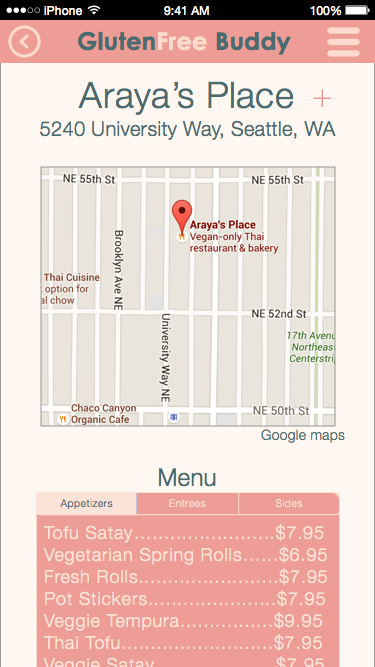 iPhone 9:41 AM 100%
GlutenFree Buddy
Araya's Place +
5240 University Way, Seattle, WA
NE 55th St NE 55th St
Araya's Place
Vegan-only Thai
restaurant & bakery
Brooklyn Ave NE
Thai Cuisine
option for
al chow
NE 52nd St
University Way NE
17th Avenu
Northeas
Centerstrip
Chaco Canyon
Organic Cafe
NE 50th St
Google maps
Menu
Appetizers Entrees Sides
Tofu Satay........................$7.95
Vegetarian Spring Rolls......$6.95
Fresh Rolls........................$7.95
Pot Stickers.......................$7.95
Veggie Tempura................$9.95
Thai Tofu..........................$7.95
Veggie Satay.....................$7.95